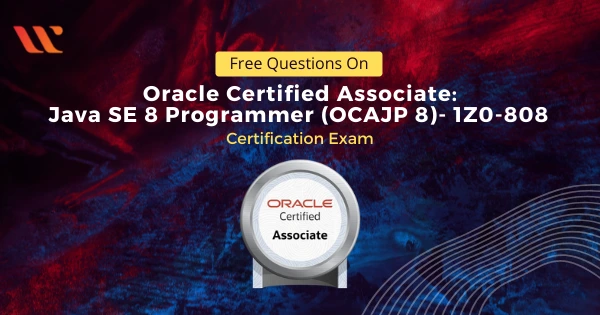 Free Questions On
Oracle Certified Associate:
Java SE 8 Programmer (OCAJP 8)- 1Z0-808
Certification Exam
ORACLE
Certified
Associate